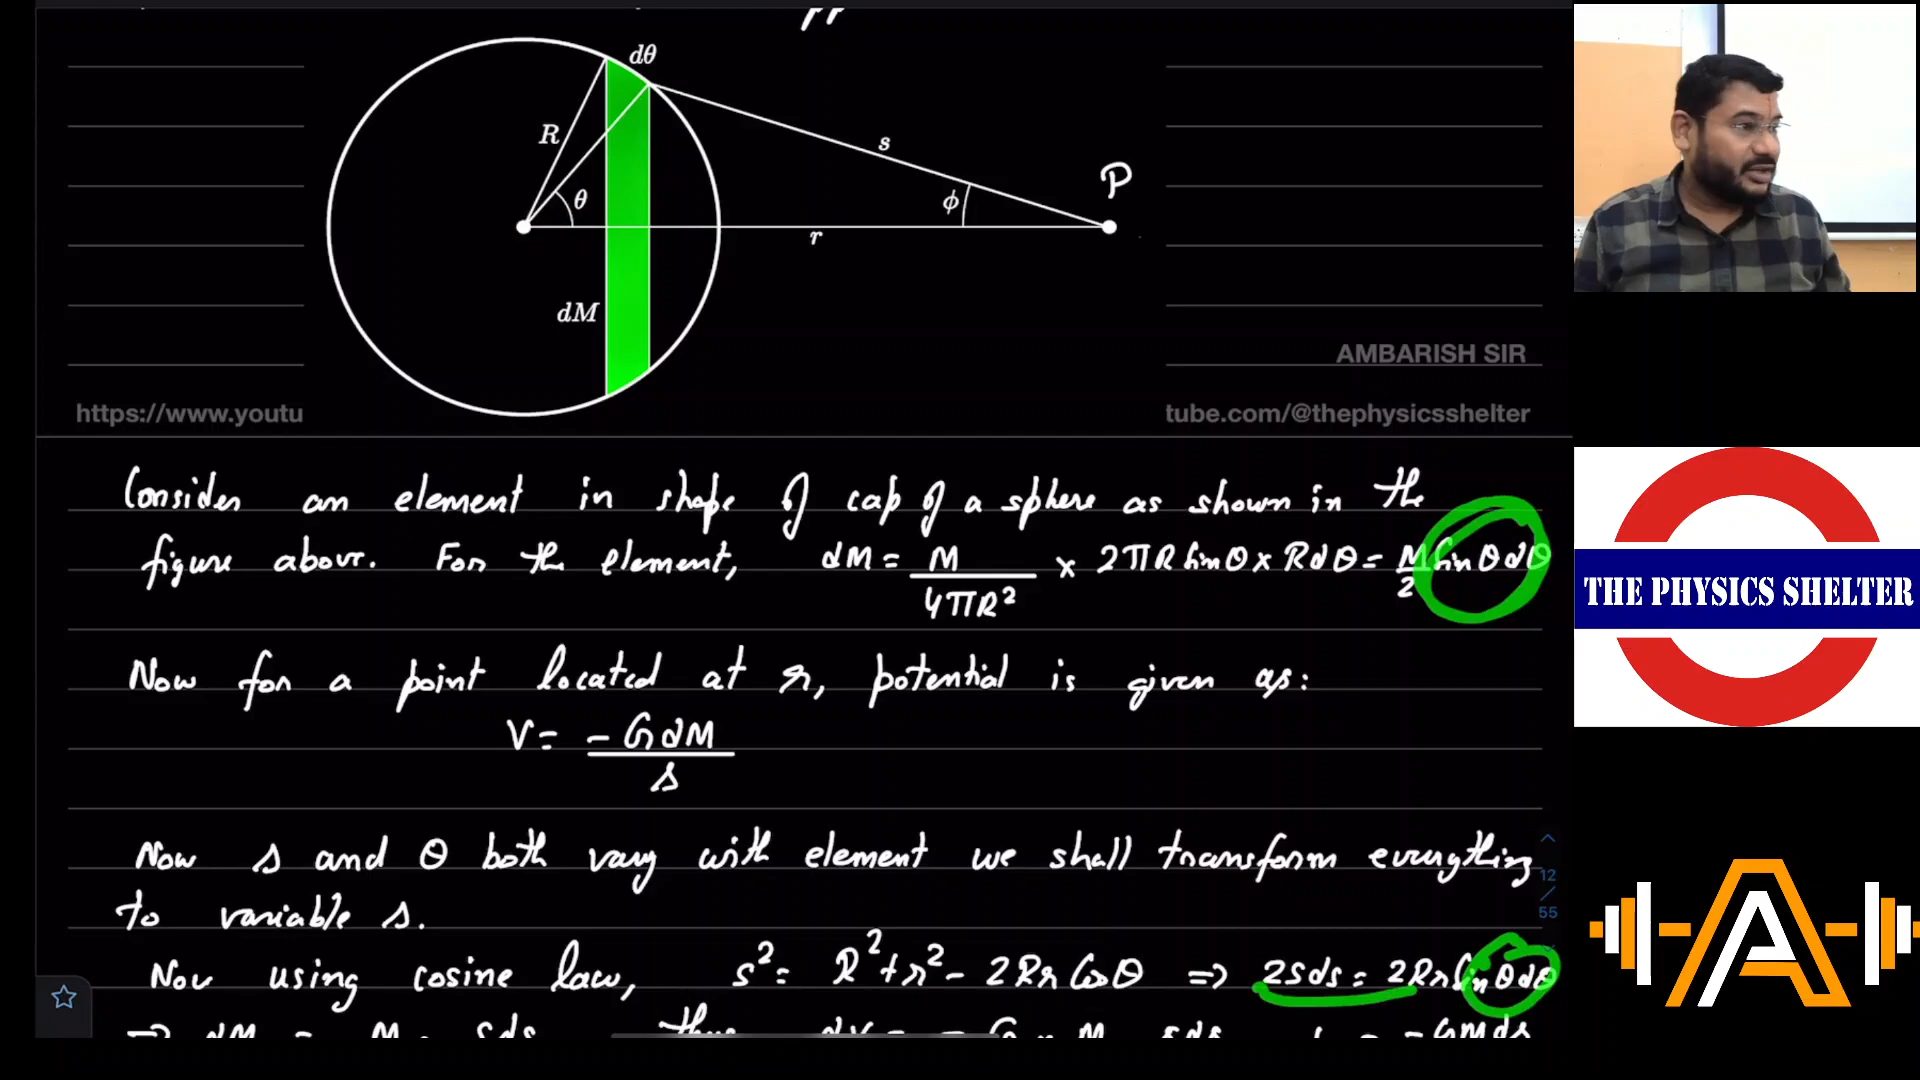 dθ
R
s
P
θ
ϕ
r
dM
AMBARISH SIR
https://www.youtu
tube.com/@thephysicsshelter
Consider an element in shape of cap of a sphere as shown in the
figure above. For the element, dM = M/4πR² × 2πR Sinθ × Rdθ = M/2 Sinθdθ
Now for a point located at r, potential is given as:
V = -GdM/s
Now s and θ both vary with element we shall transform everything
to variable s.
Now using cosine law, s² = R² + r² - 2Rr Cosθ ⇒ 2sds = 2Rr Sinθdθ
12
/
55
THE PHYSICS SHELTER